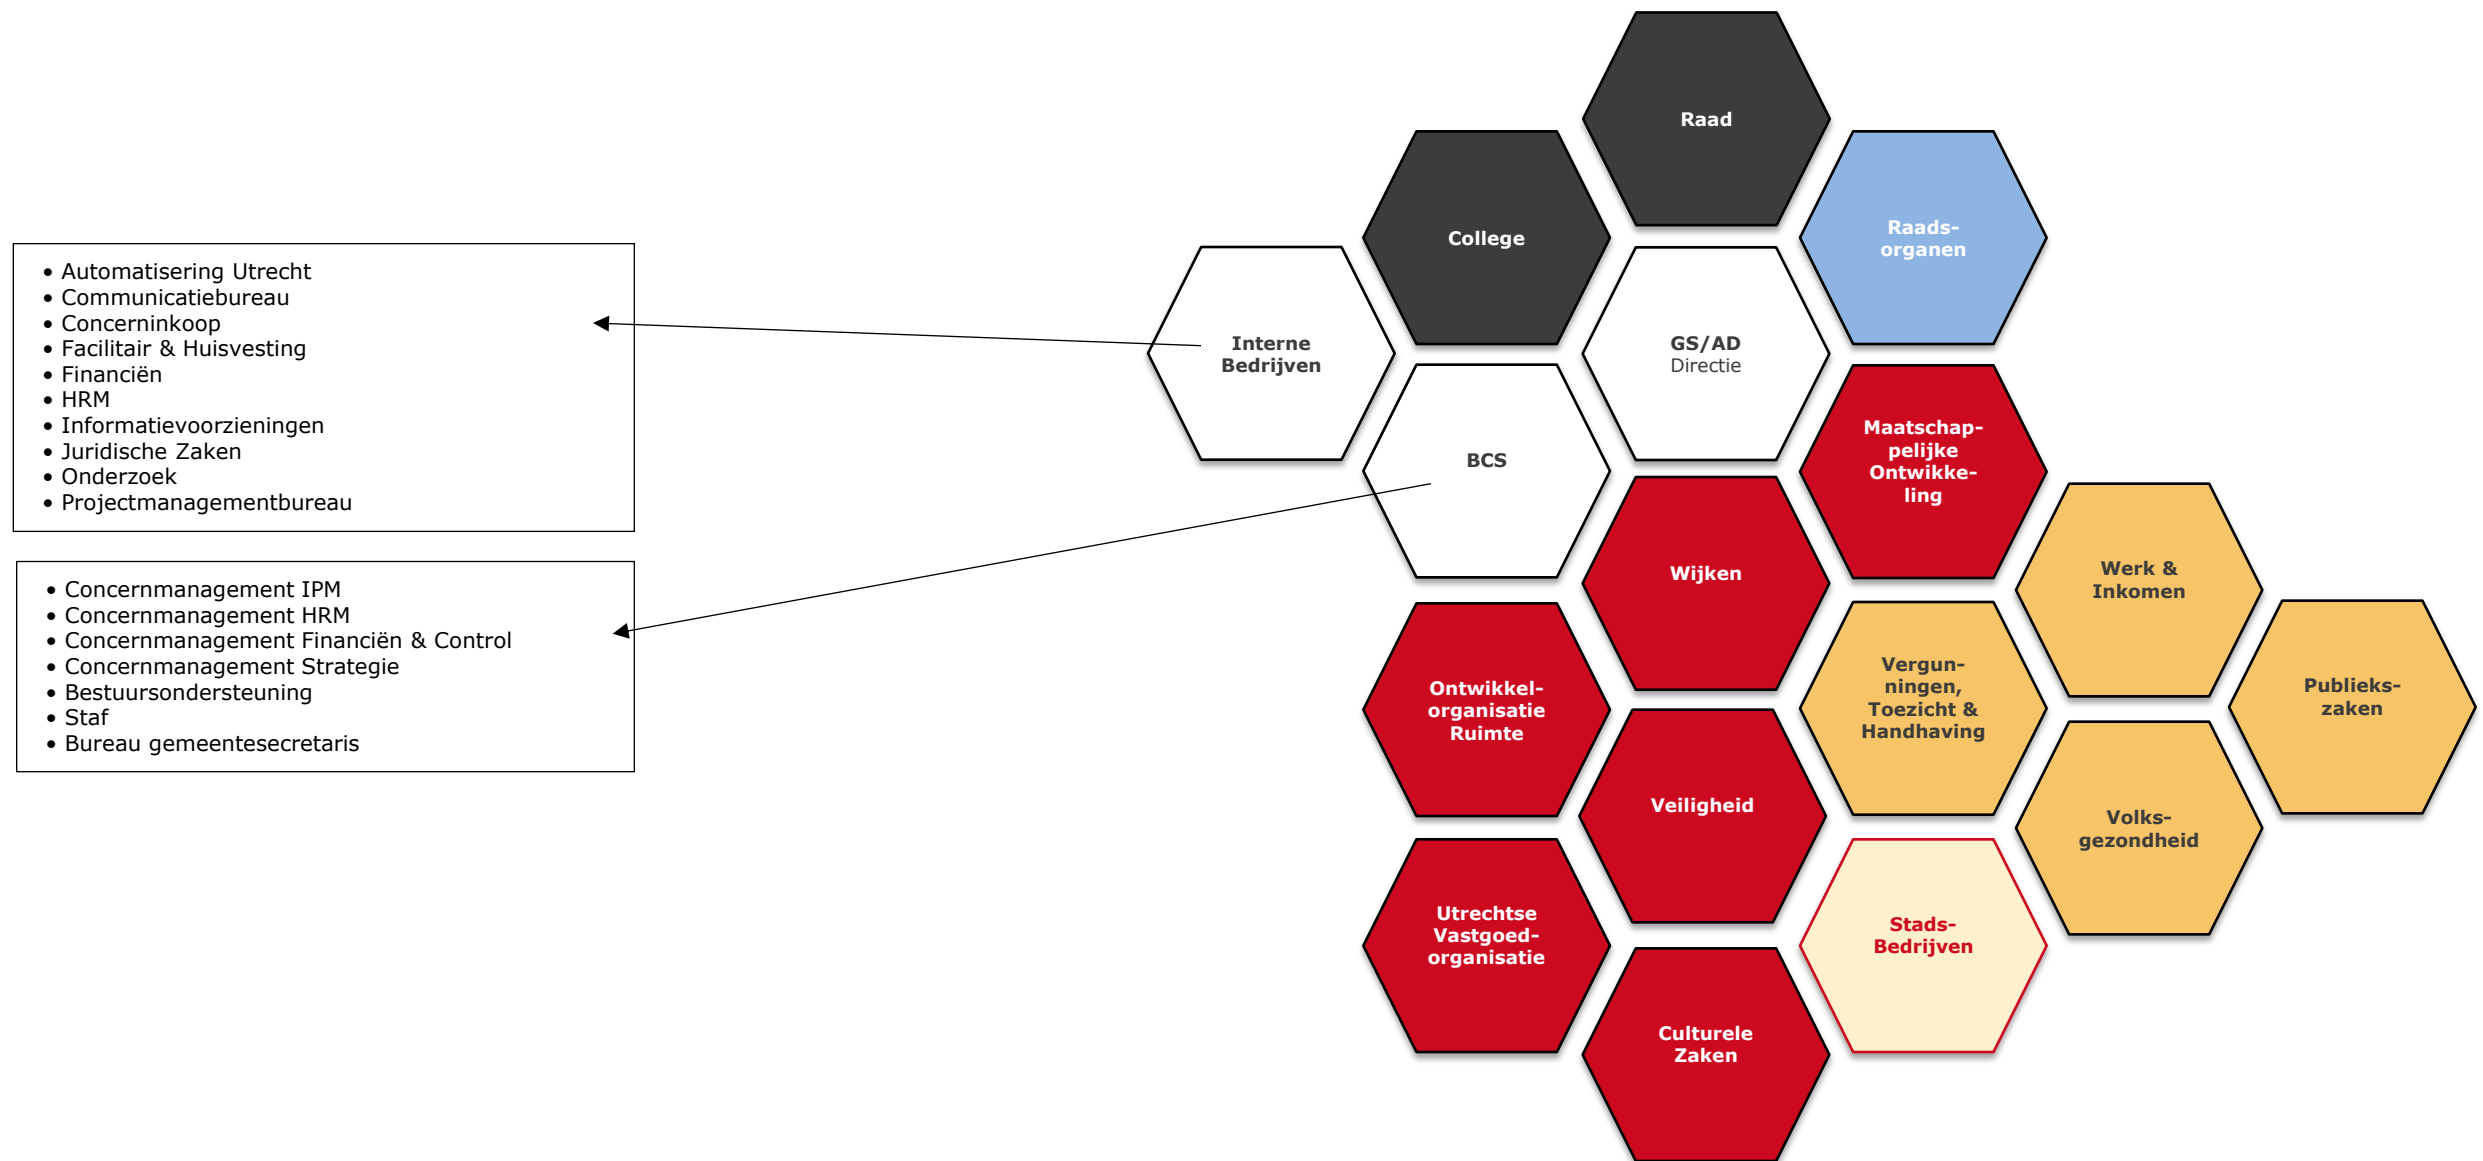 Raad
College
Raads-
organen
Interne
Bedrijven
GS/AD
Directie
• Automatisering Utrecht
• Communicatiebureau
• Concerninkoop
• Facilitair & Huisvesting
• Financiën
• HRM
• Informatievoorzieningen
• Juridische Zaken
• Onderzoek
• Projectmanagementbureau
BCS
Maatschap-
pelijke
Ontwikke-
ling
Wijken
Werk &
Inkomen
• Concernmanagement IPM
• Concernmanagement HRM
• Concernmanagement Financiën & Control
• Concernmanagement Strategie
• Bestuursondersteuning
• Staf
• Bureau gemeentesecretaris
Ontwikkel-
organisatie
Ruimte
Vergun-
ningen,
Toezicht &
Handhaving
Publieks-
zaken
Veiligheid
Volks-
gezondheid
Utrechtse
Vastgoed-
organisatie
Stads-
Bedrijven
Culturele
Zaken